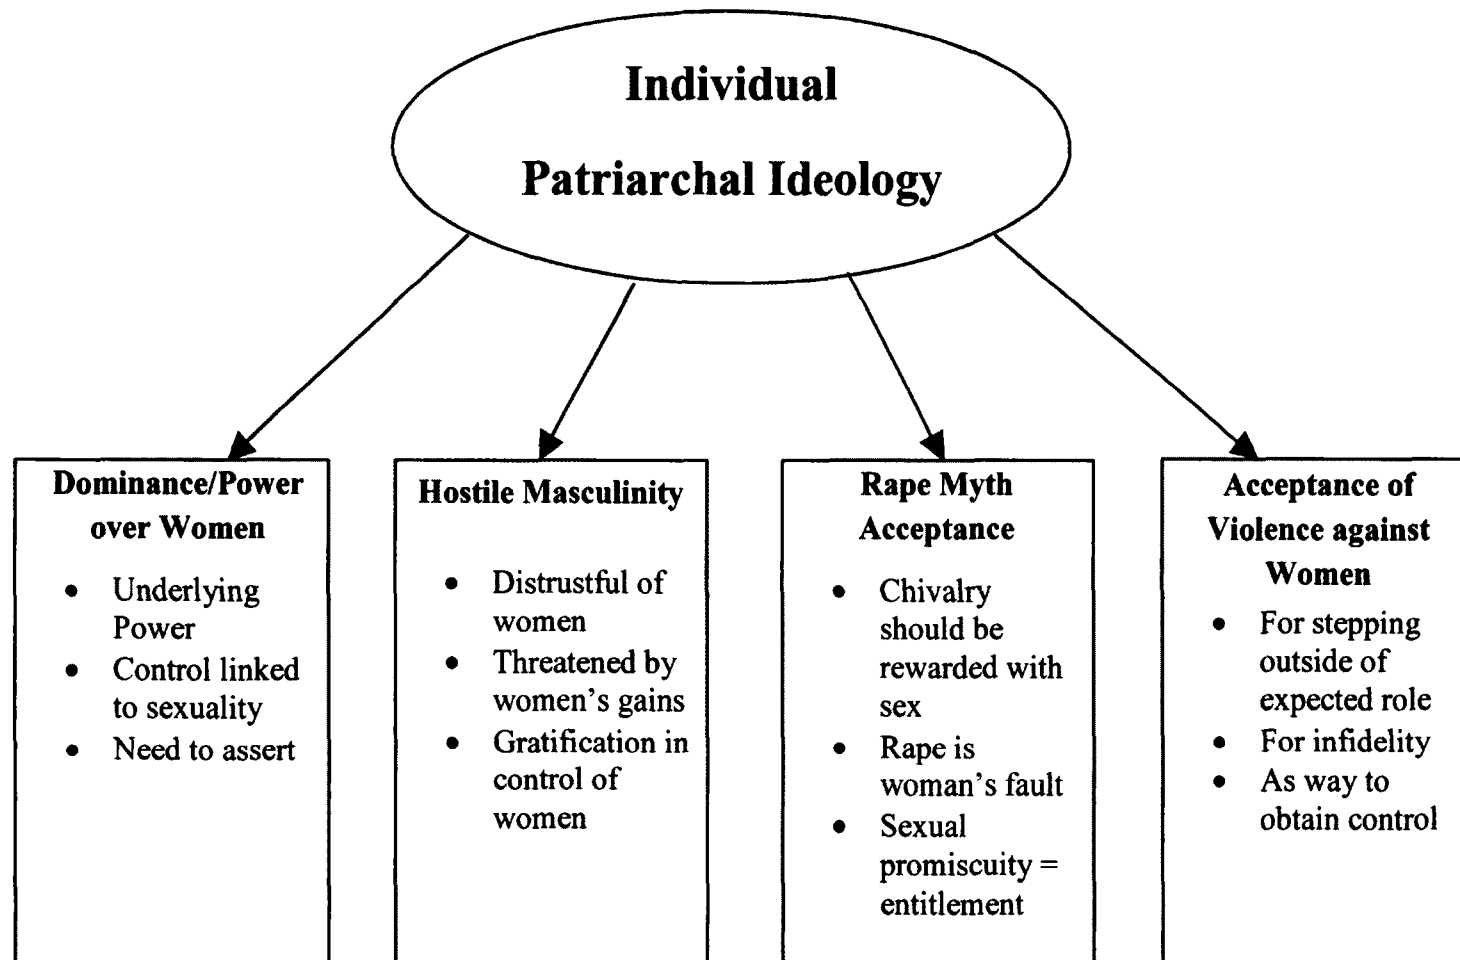 Individual
Patriarchal Ideology
Dominance/Power
over Women
• Underlying
Power
• Control linked
to sexuality
• Need to assert
Hostile Masculinity
• Distrustful of
women
• Threatened by
women's gains
• Gratification in
control of
women
Rape Myth
Acceptance
• Chivalry
should be
rewarded with
sex
• Rape is
woman's fault
• Sexual
promiscuity =
entitlement
Acceptance of
Violence against
Women
• For stepping
outside of
expected role
• For infidelity
• As way to
obtain control